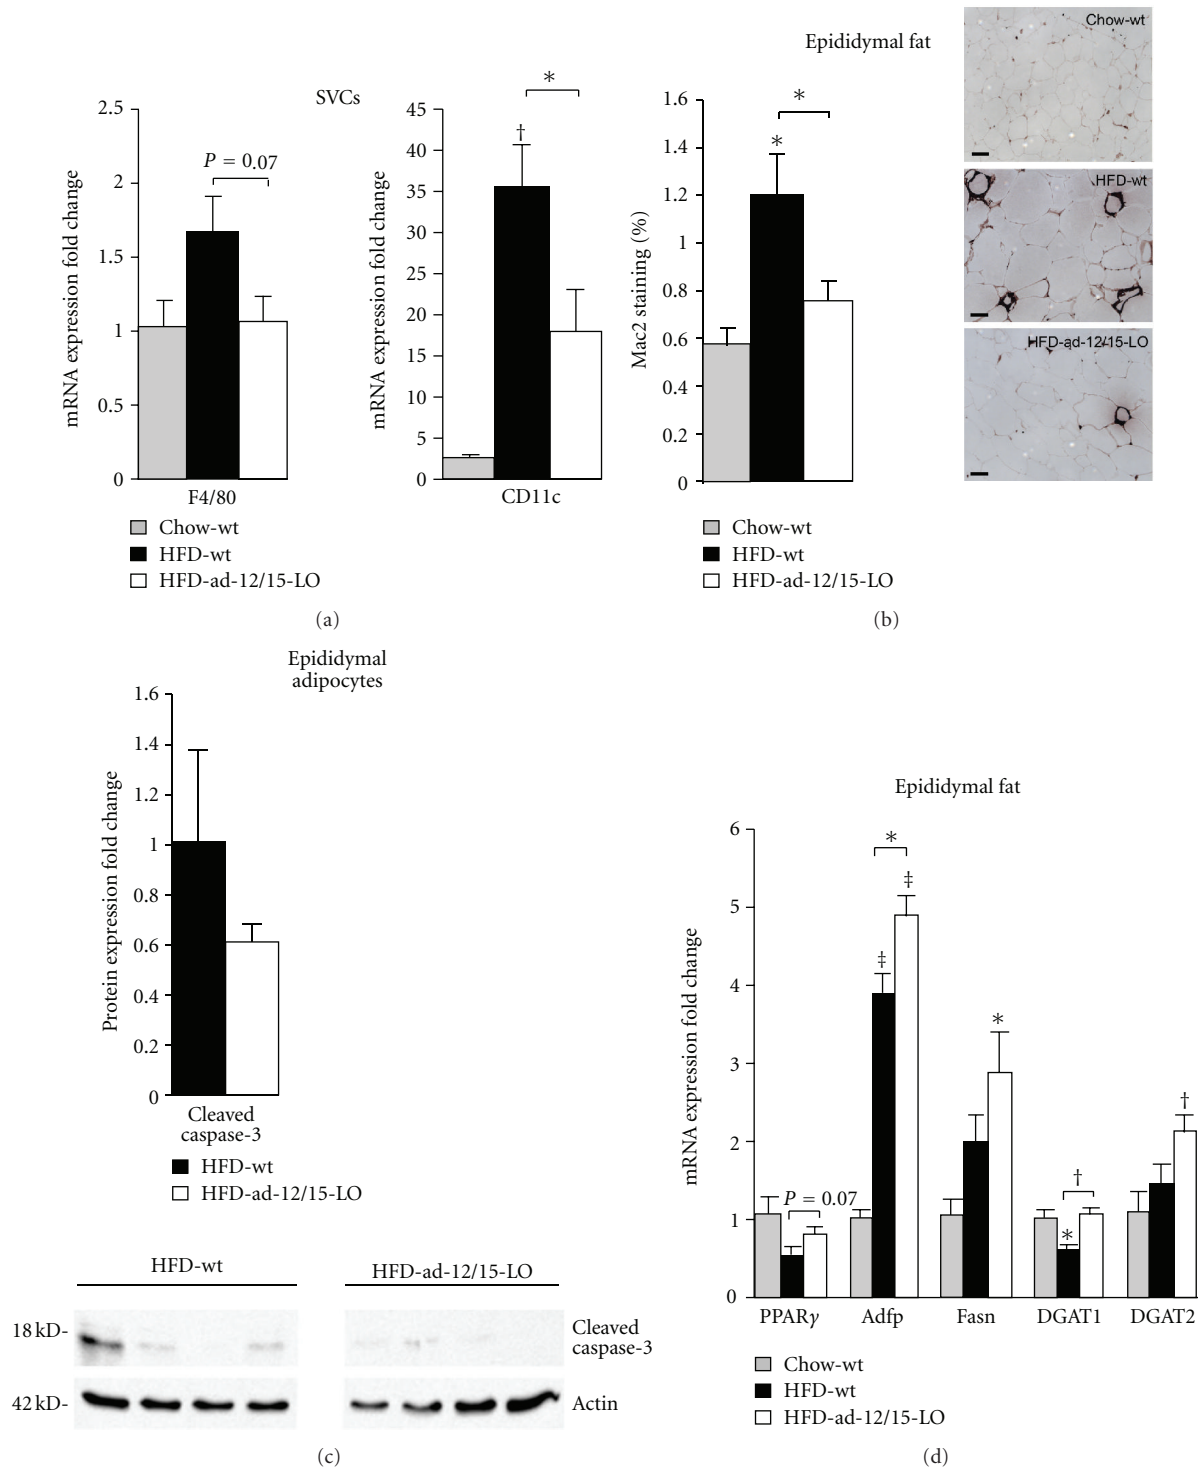 SVCs
mRNA expression fold change
2.5
2
1.5
1
0.5
0
P = 0.07
F4/80
mRNA expression fold change
45
40
35
30
25
20
15
10
5
0
†
*
CD11c
Chow-wt
HFD-wt
HFD-ad-12/15-LO
(a)
Epididymal fat
Mac2 staining (%)
1.6
1.4
1.2
1
0.8
0.6
0.4
0.2
0
*
*
Chow-wt
HFD-wt
HFD-ad-12/15-LO
Chow-wt
HFD-wt
HFD-ad-12/15-LO
(b)
Epididymal
adipocytes
Protein expression fold change
1.6
1.4
1.2
1
0.8
0.6
0.4
0.2
0
Cleaved
caspase-3
HFD-wt
HFD-ad-12/15-LO
HFD-wt
HFD-ad-12/15-LO
18 kD-
Cleaved
caspase-3
42 kD-
Actin
(c)
Epididymal fat
mRNA expression fold change
6
5
4
3
2
1
0
P = 0.07
‡
*
‡
*
*
†
†
PPARγ Adfp Fasn DGAT1 DGAT2
Chow-wt
HFD-wt
HFD-ad-12/15-LO
(d)